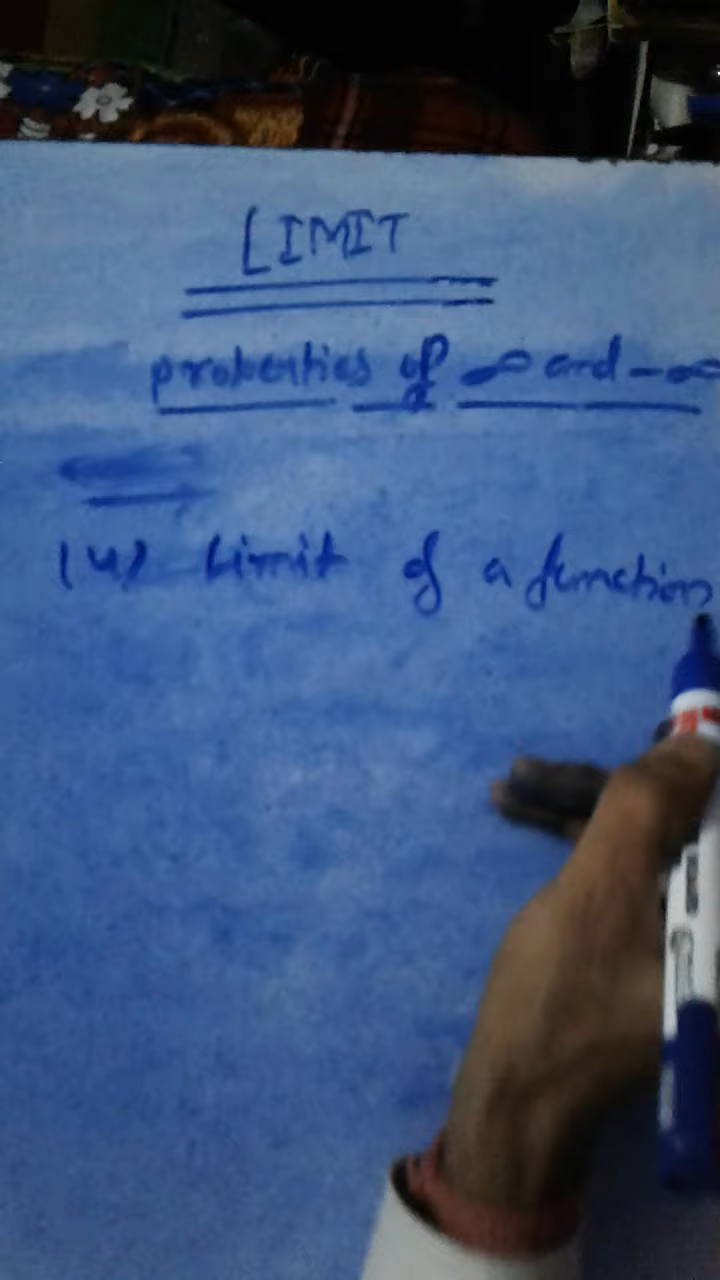 LIMIT
properties of ∞ and -∞
(4) Limit of a function